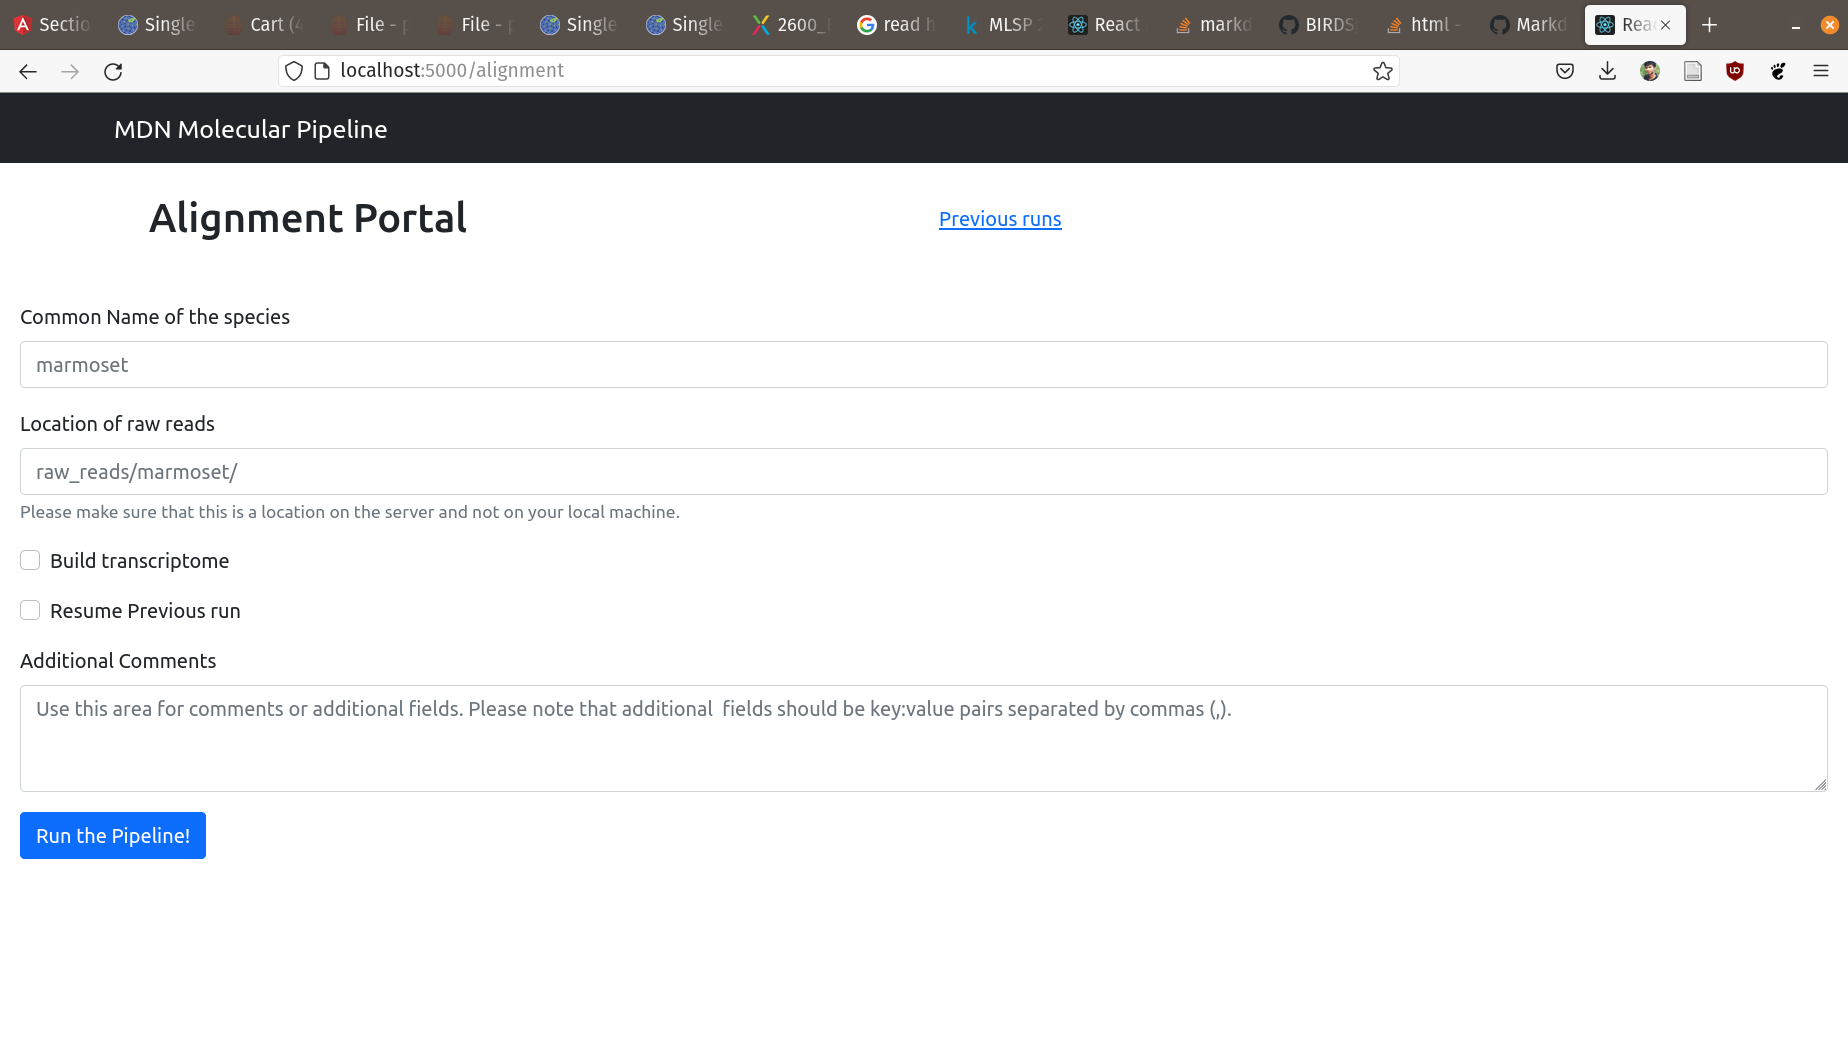 Sectio Single Cart (4 File - p File - p Single Single 2600_ read h MLSP React markd BIRDS html - Markd Rea
localhost:5000/alignment
MDN Molecular Pipeline
Alignment Portal
Previous runs
Common Name of the species
marmoset
Location of raw reads
raw_reads/marmoset/
Please make sure that this is a location on the server and not on your local machine.
Build transcriptome
Resume Previous run
Additional Comments
Use this area for comments or additional  fields. Please note that additional  fields should be key:value pairs separated by commas (,).
Run the Pipeline!